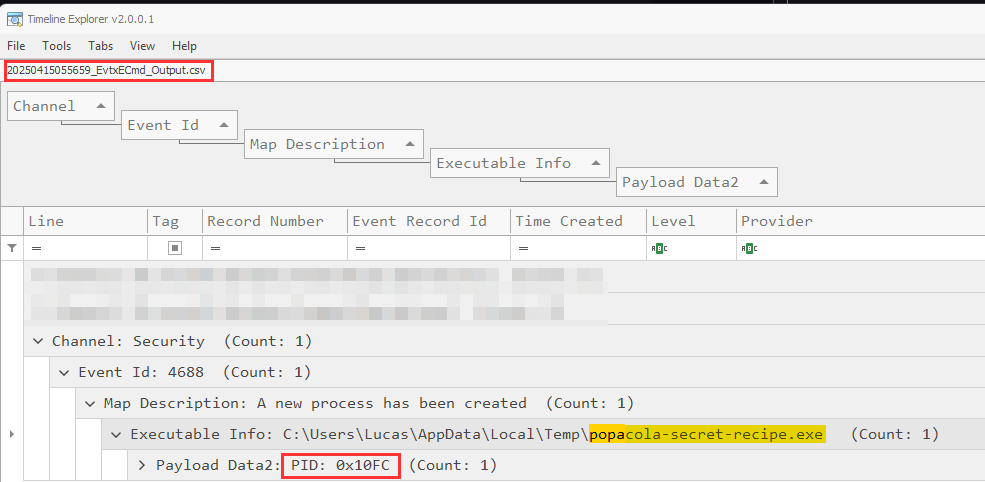 Timeline Explorer v2.0.0.1
File Tools Tabs View Help
20250415055659_EvtxECmd_Output.csv
Channel
Event Id
Map Description
Executable Info
Payload Data2
Line Tag Record Number Event Record Id Time Created Level Provider
= = = = ABC ABC
Channel: Security (Count: 1)
Event Id: 4688 (Count: 1)
Map Description: A new process has been created (Count: 1)
Executable Info: C:\Users\Lucas\AppData\Local\Temp\popacola-secret-recipe.exe (Count: 1)
Payload Data2: PID: 0x10FC (Count: 1)